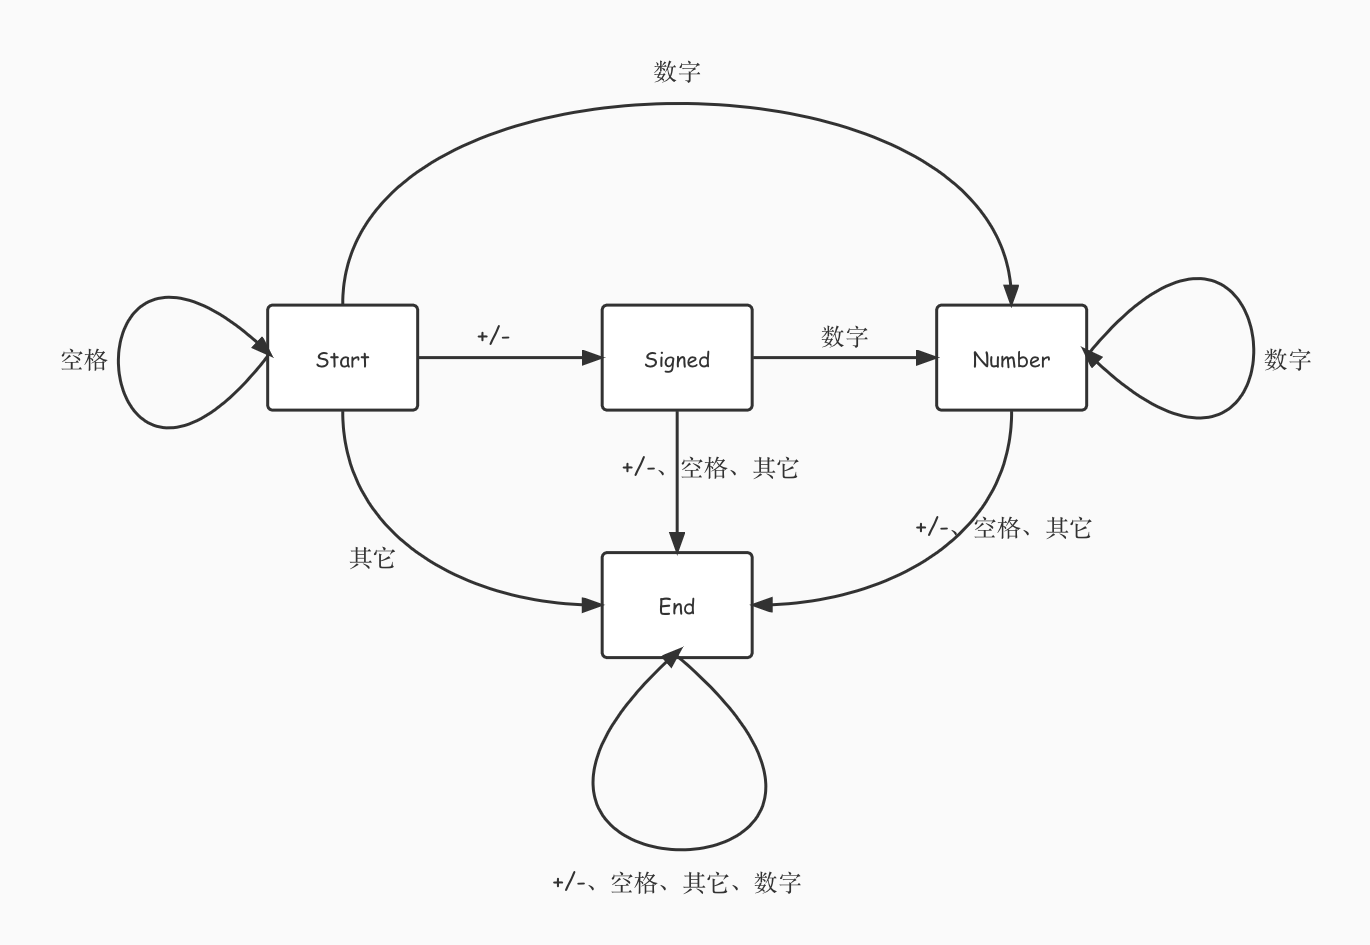 数字
+/-
数字
空格
Start
Signed
Number
数字
+/-、空格、其它
+/-、空格、其它
其它
End
+/-、空格、其它、数字